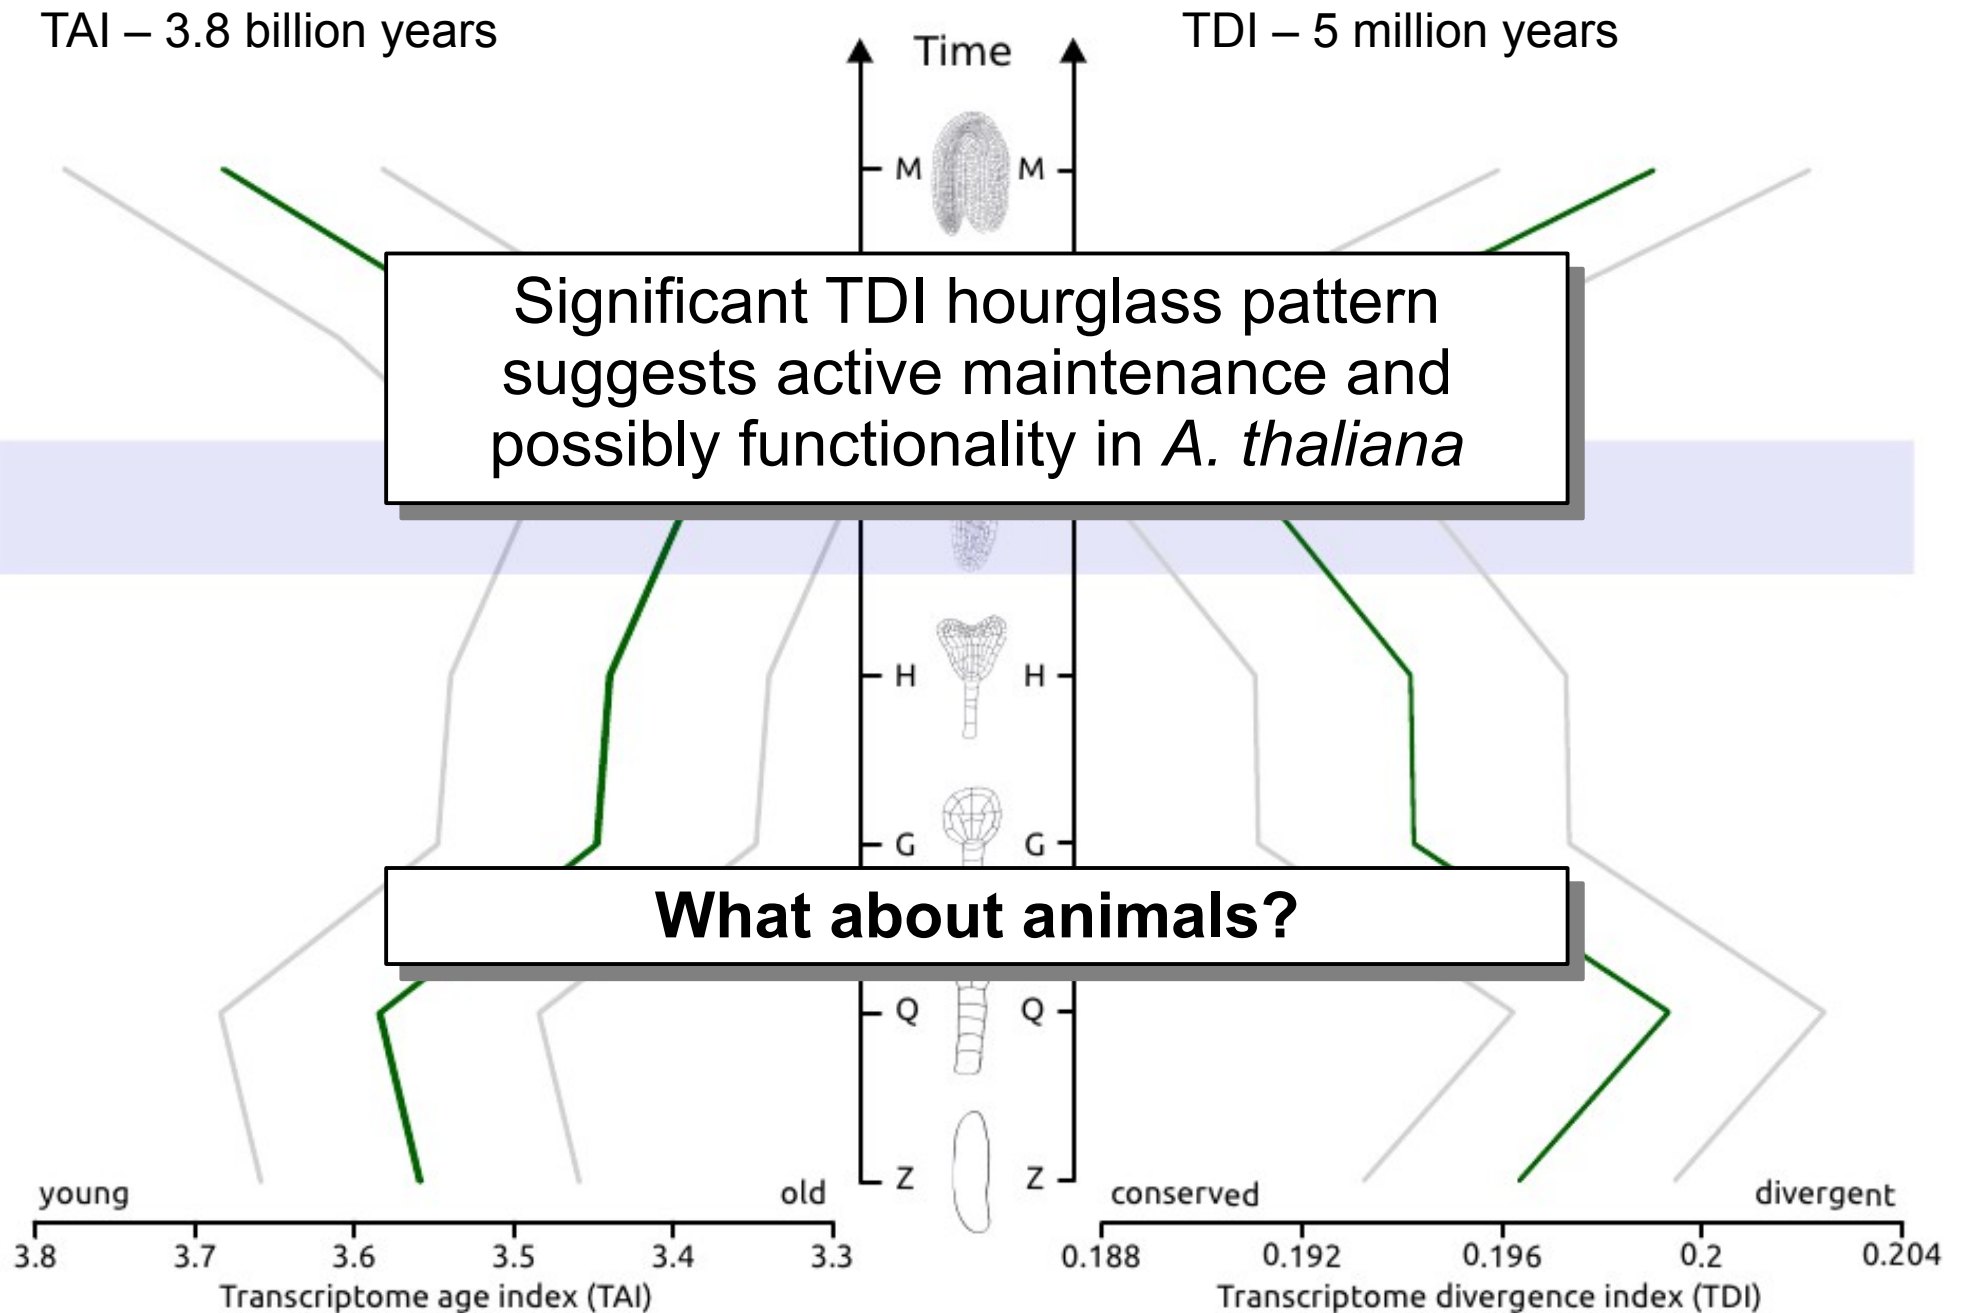 TAI – 3.8 billion years
TDI – 5 million years
Time
M
M
Significant TDI hourglass pattern
suggests active maintenance and
possibly functionality in A. thaliana
H
H
G
G
What about animals?
Q
Q
Z
Z
young
old
conserved
divergent
3.8
3.7
3.6
3.5
3.4
3.3
0.188
0.192
0.196
0.2
0.204
Transcriptome age index (TAI)
Transcriptome divergence index (TDI)